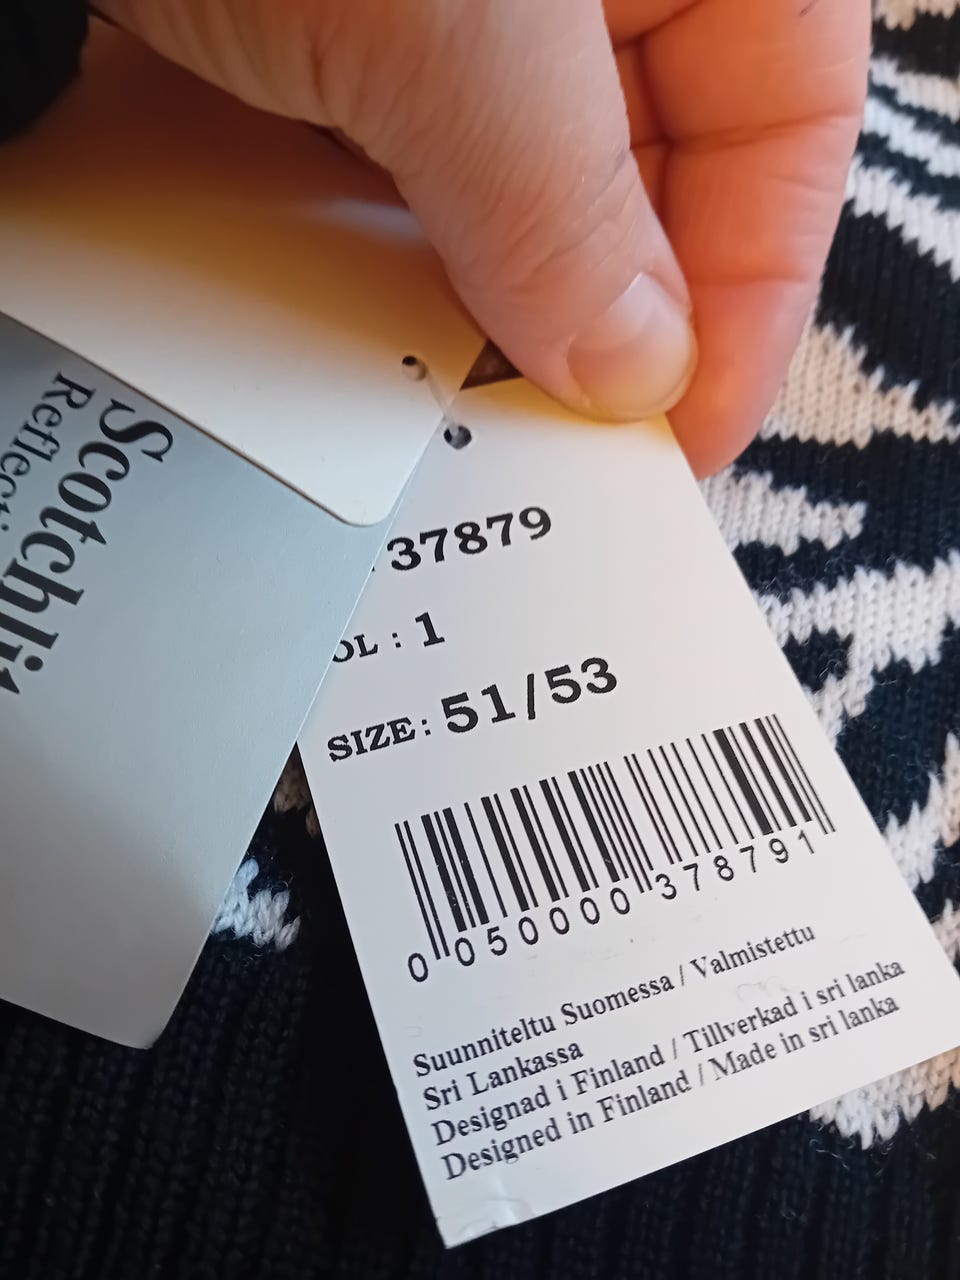 37879
OL : 1
SIZE: 51/53
0 050000 378791
Suunniteltu Suomessa / Valmistettu
Sri Lankassa
Designad i Finland / Tillverkad i sri lanka
Designed in Finland / Made in sri lanka
Scotchli
Reflecti